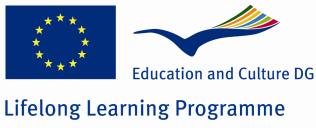 Education and Culture DG
Lifelong Learning Programme